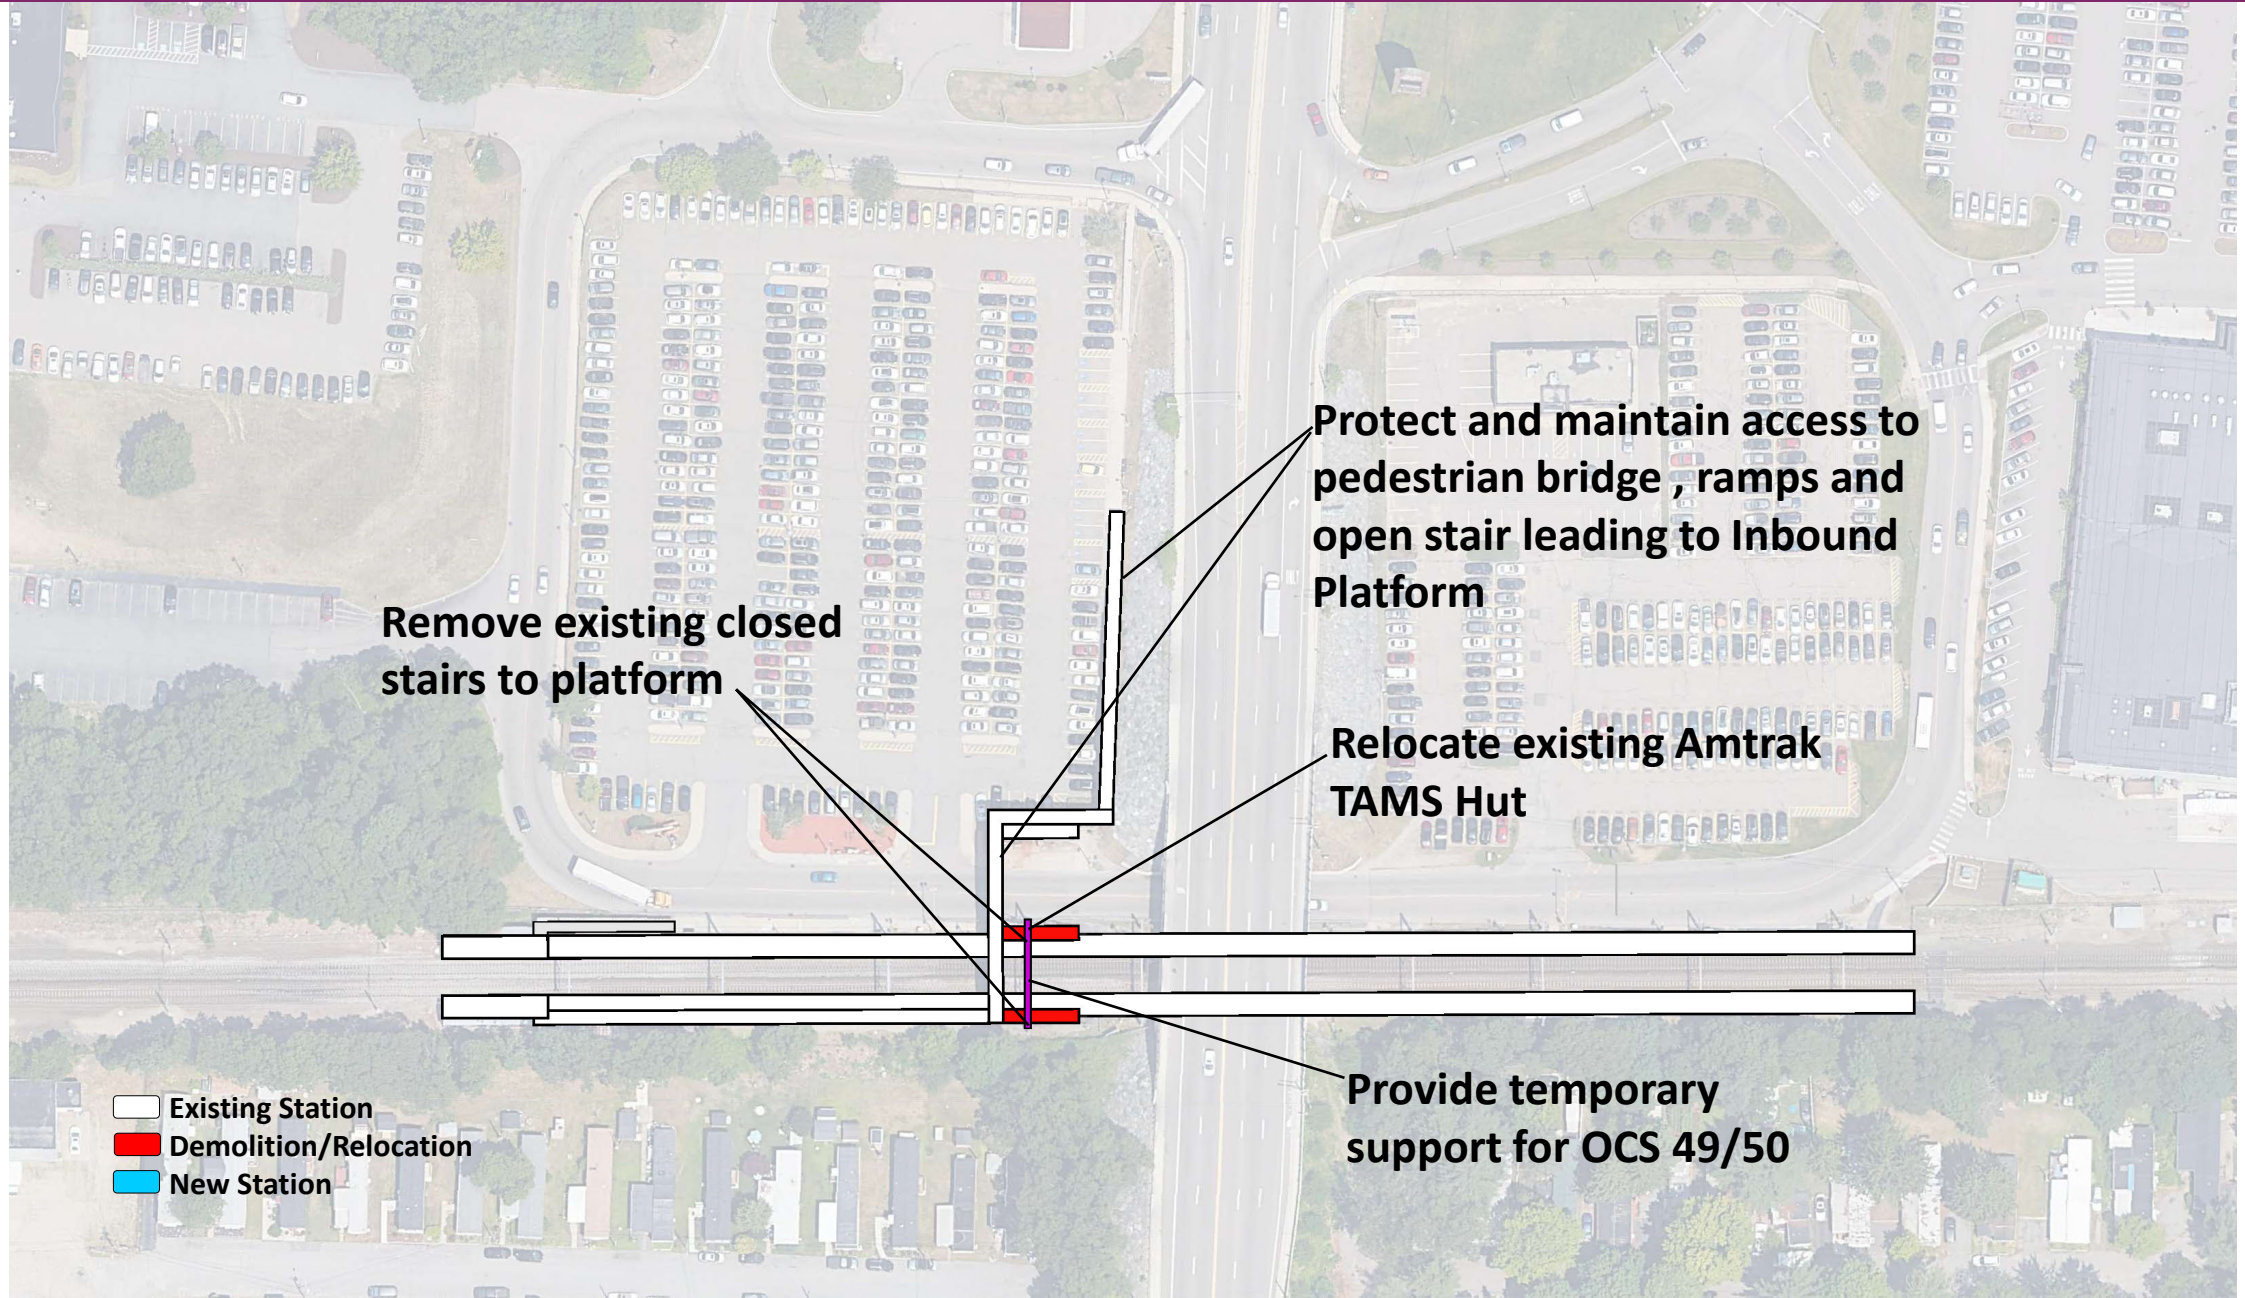 Protect and maintain access to
pedestrian bridge , ramps and
open stair leading to Inbound
Platform
Remove existing closed
stairs to platform
Relocate existing Amtrak
TAMS Hut
Provide temporary
support for OCS 49/50
Existing Station
Demolition/Relocation
New Station